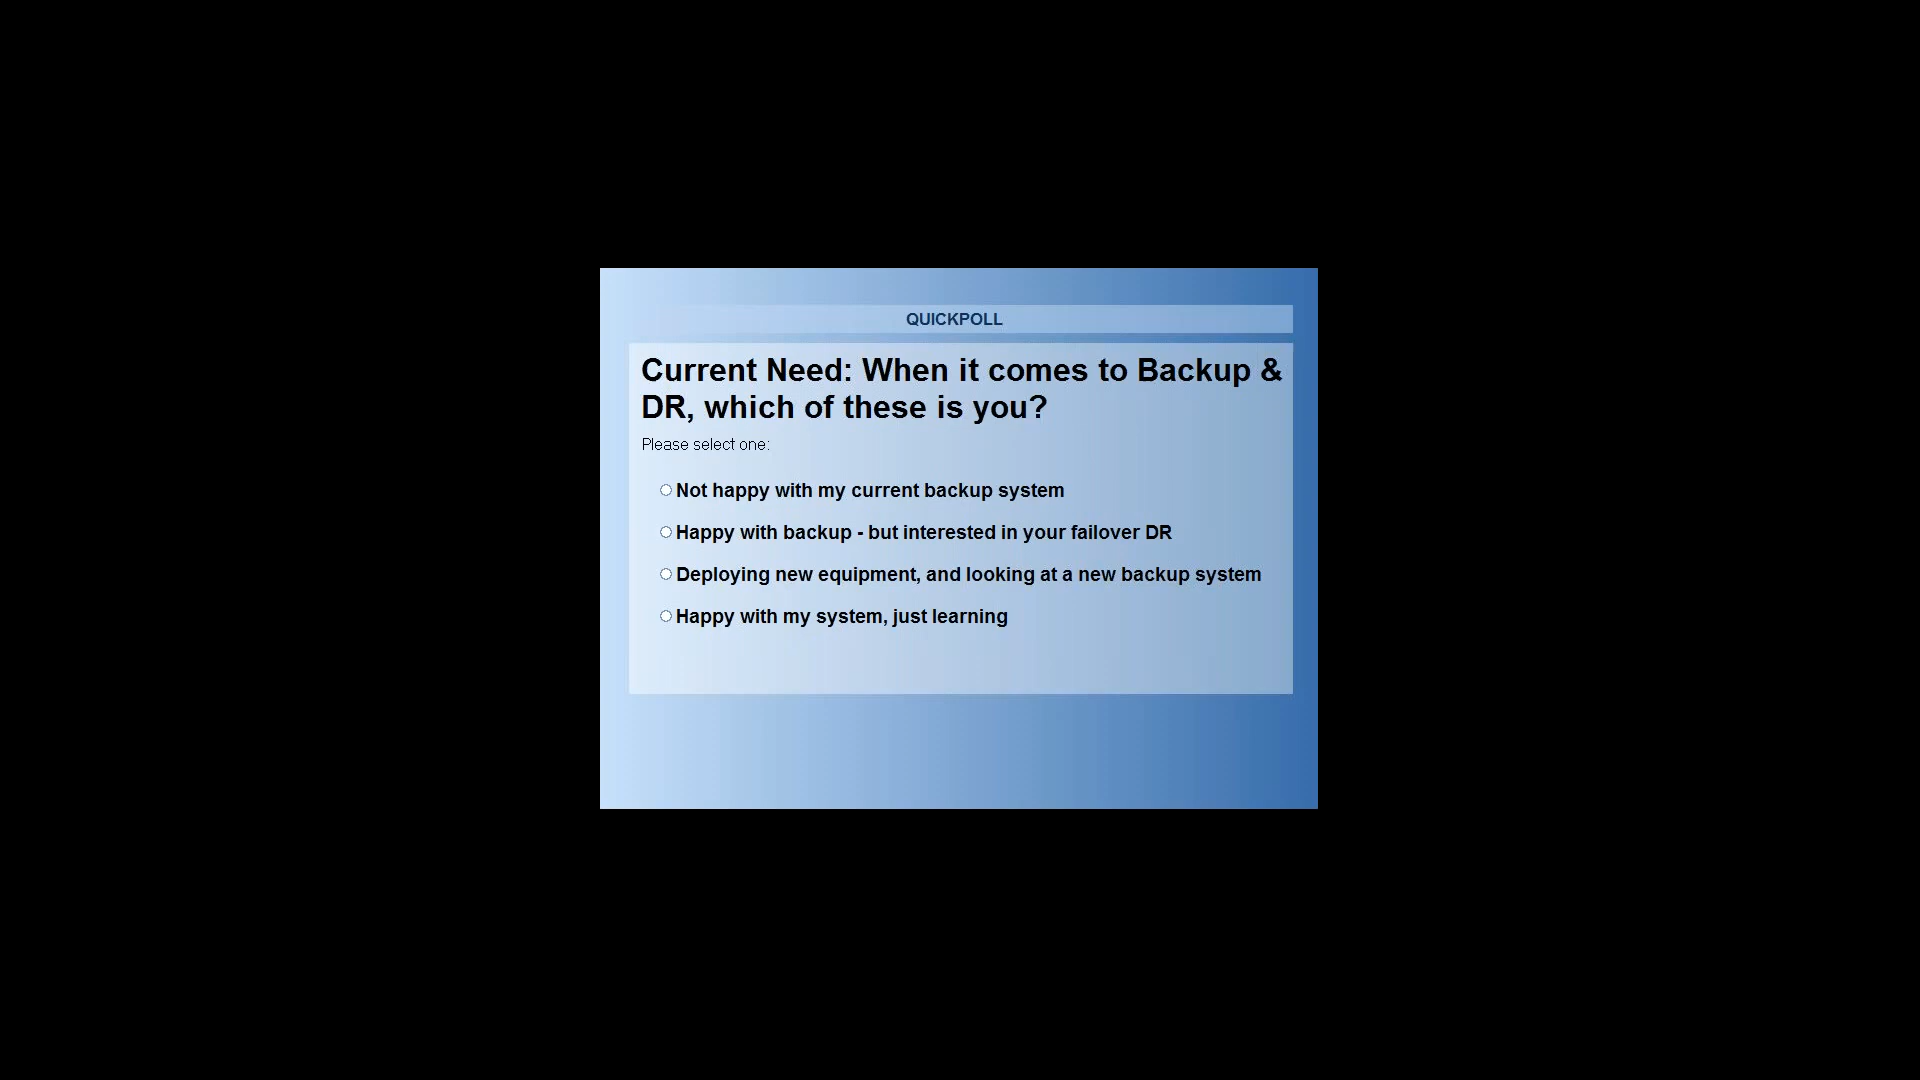 QUICKPOLL
Current Need: When it comes to Backup &
DR, which of these is you?
Please select one:
Not happy with my current backup system
Happy with backup - but interested in your failover DR
Deploying new equipment, and looking at a new backup system
Happy with my system, just learning